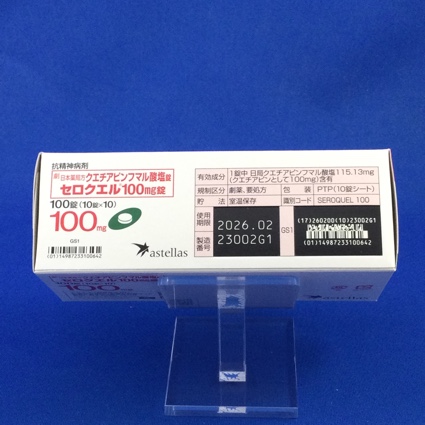 抗精神病剤
劇 日本薬局方 クエチアピンフマル酸塩錠
セロクエル®100mg錠
100錠(10錠×10)
100mg
GS1
(01)14987233100642
astellas
有効成分 1錠中 日局クエチアピンフマル酸塩115.13mg
(クエチアピンとして100mg)含有
規制区分 劇薬、処方 包装 PTP(10錠シート)
貯法 室温保存 識別コード SEROQUEL 100
使用期限 2026.02
製造番号 23002G1
GS1
(17)260200(10)23002G1
(01)14987233100642